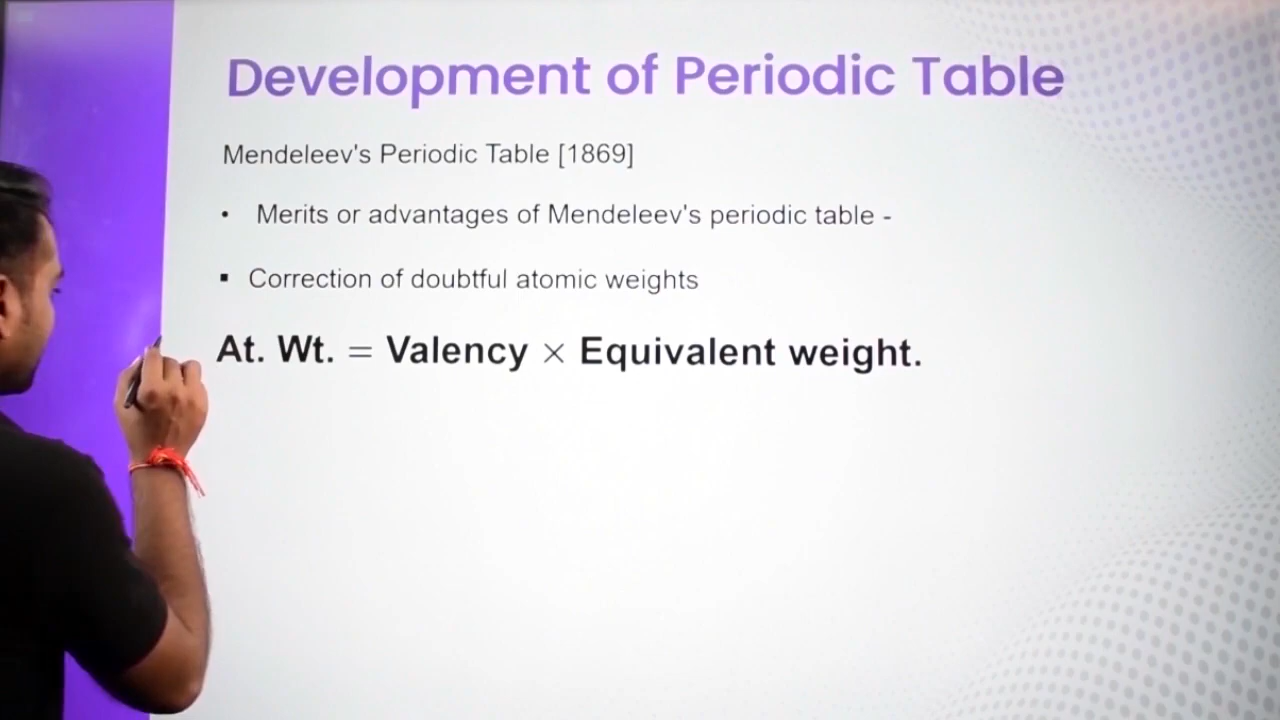 Development of Periodic Table
Mendeleev's Periodic Table [1869]
• Merits or advantages of Mendeleev's periodic table -
▪ Correction of doubtful atomic weights
At. Wt. = Valency × Equivalent weight.